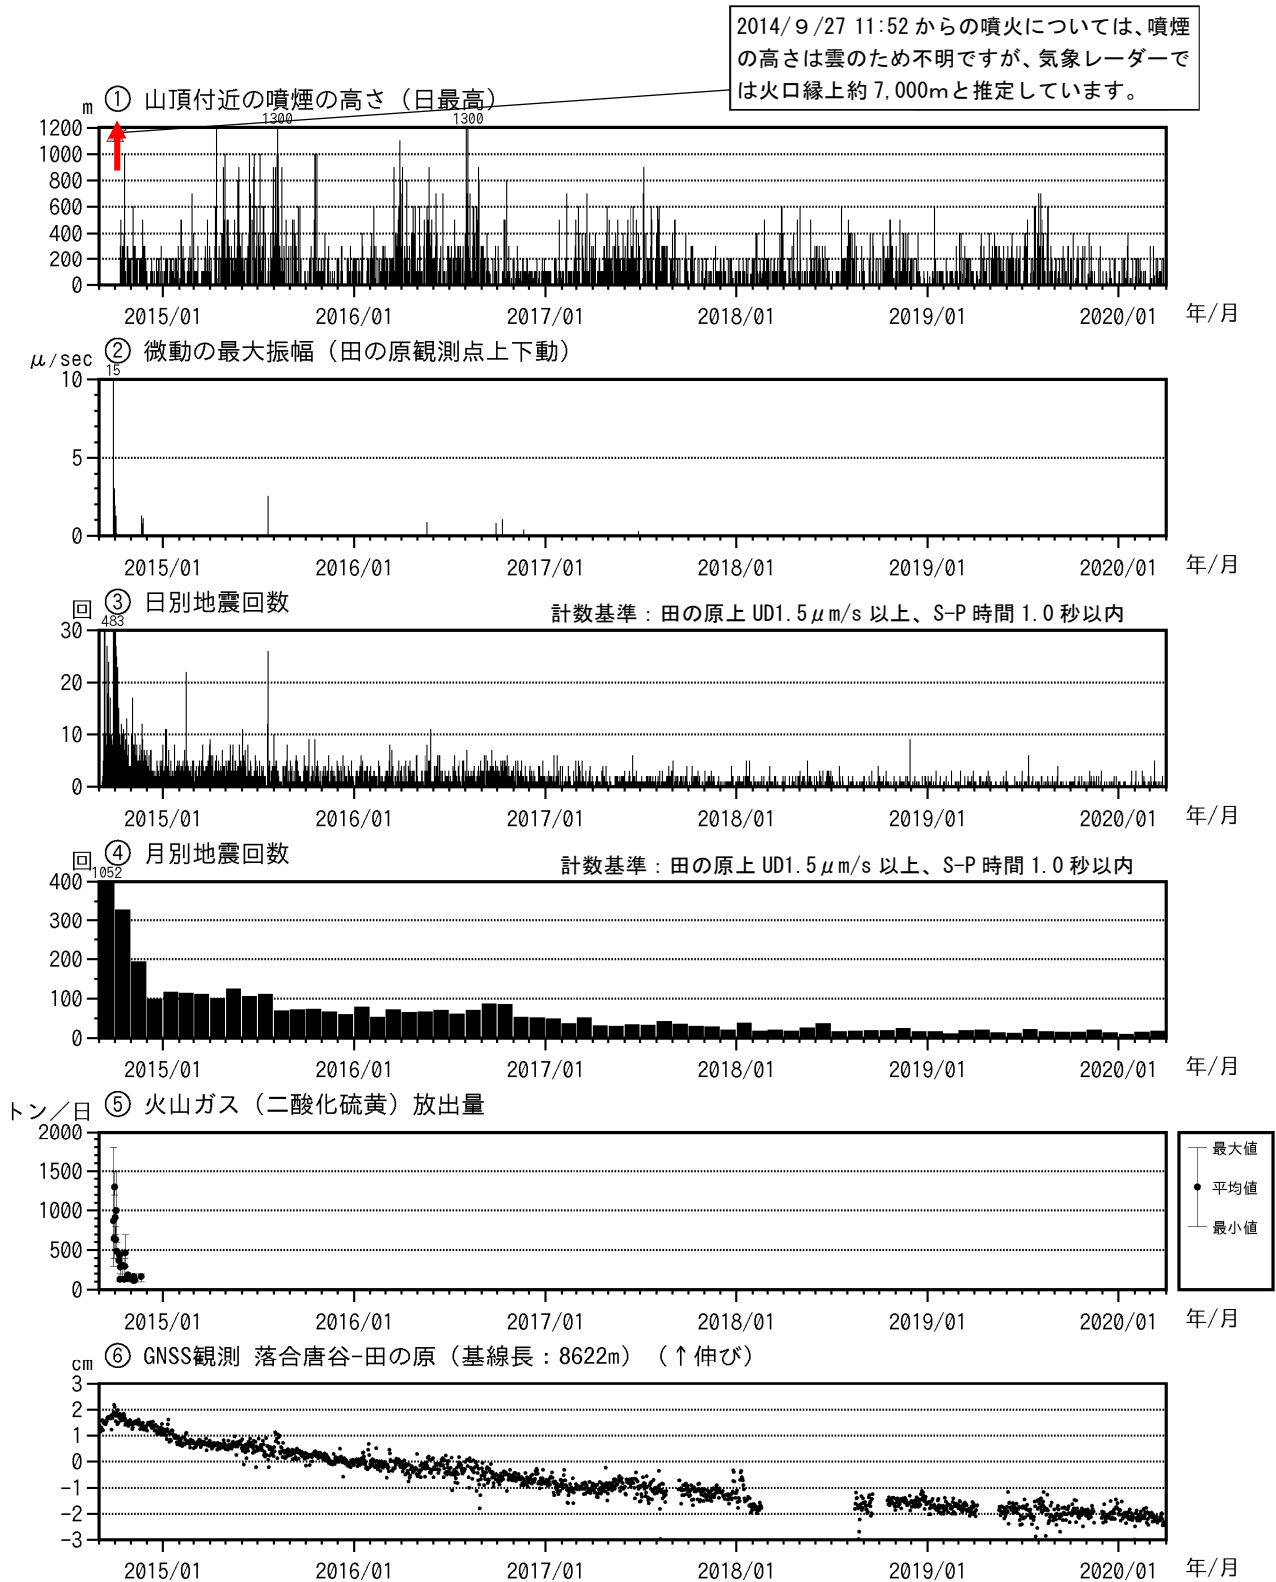 2014/９/27 11:52からの噴火については、噴煙
の高さは雲のため不明ですが、気象レーダーで
は火口縁上約7,000mと推定しています。
m ① 山頂付近の噴煙の高さ（日最高）
1300 1300
1200
1000
800
600
400
200
0
2015/01 2016/01 2017/01 2018/01 2019/01 2020/01 年/月
μ/sec ② 微動の最大振幅（田の原観測点上下動）
15
10
5
0
2015/01 2016/01 2017/01 2018/01 2019/01 2020/01 年/月
回 ③ 日別地震回数 計数基準：田の原上UD1.5μm/s以上、S-P時間1.0秒以内
483
30
20
10
0
2015/01 2016/01 2017/01 2018/01 2019/01 2020/01 年/月
回 ④ 月別地震回数 計数基準：田の原上UD1.5μm/s以上、S-P時間1.0秒以内
1052
400
300
200
100
0
2015/01 2016/01 2017/01 2018/01 2019/01 2020/01 年/月
トン／日 ⑤ 火山ガス（二酸化硫黄）放出量
2000
1500
1000
500
0
最大値
平均値
最小値
2015/01 2016/01 2017/01 2018/01 2019/01 2020/01 年/月
cm ⑥ GNSS観測 落合唐谷-田の原（基線長：8622m）（↑伸び）
3
2
1
0
-1
-2
-3
2015/01 2016/01 2017/01 2018/01 2019/01 2020/01 年/月